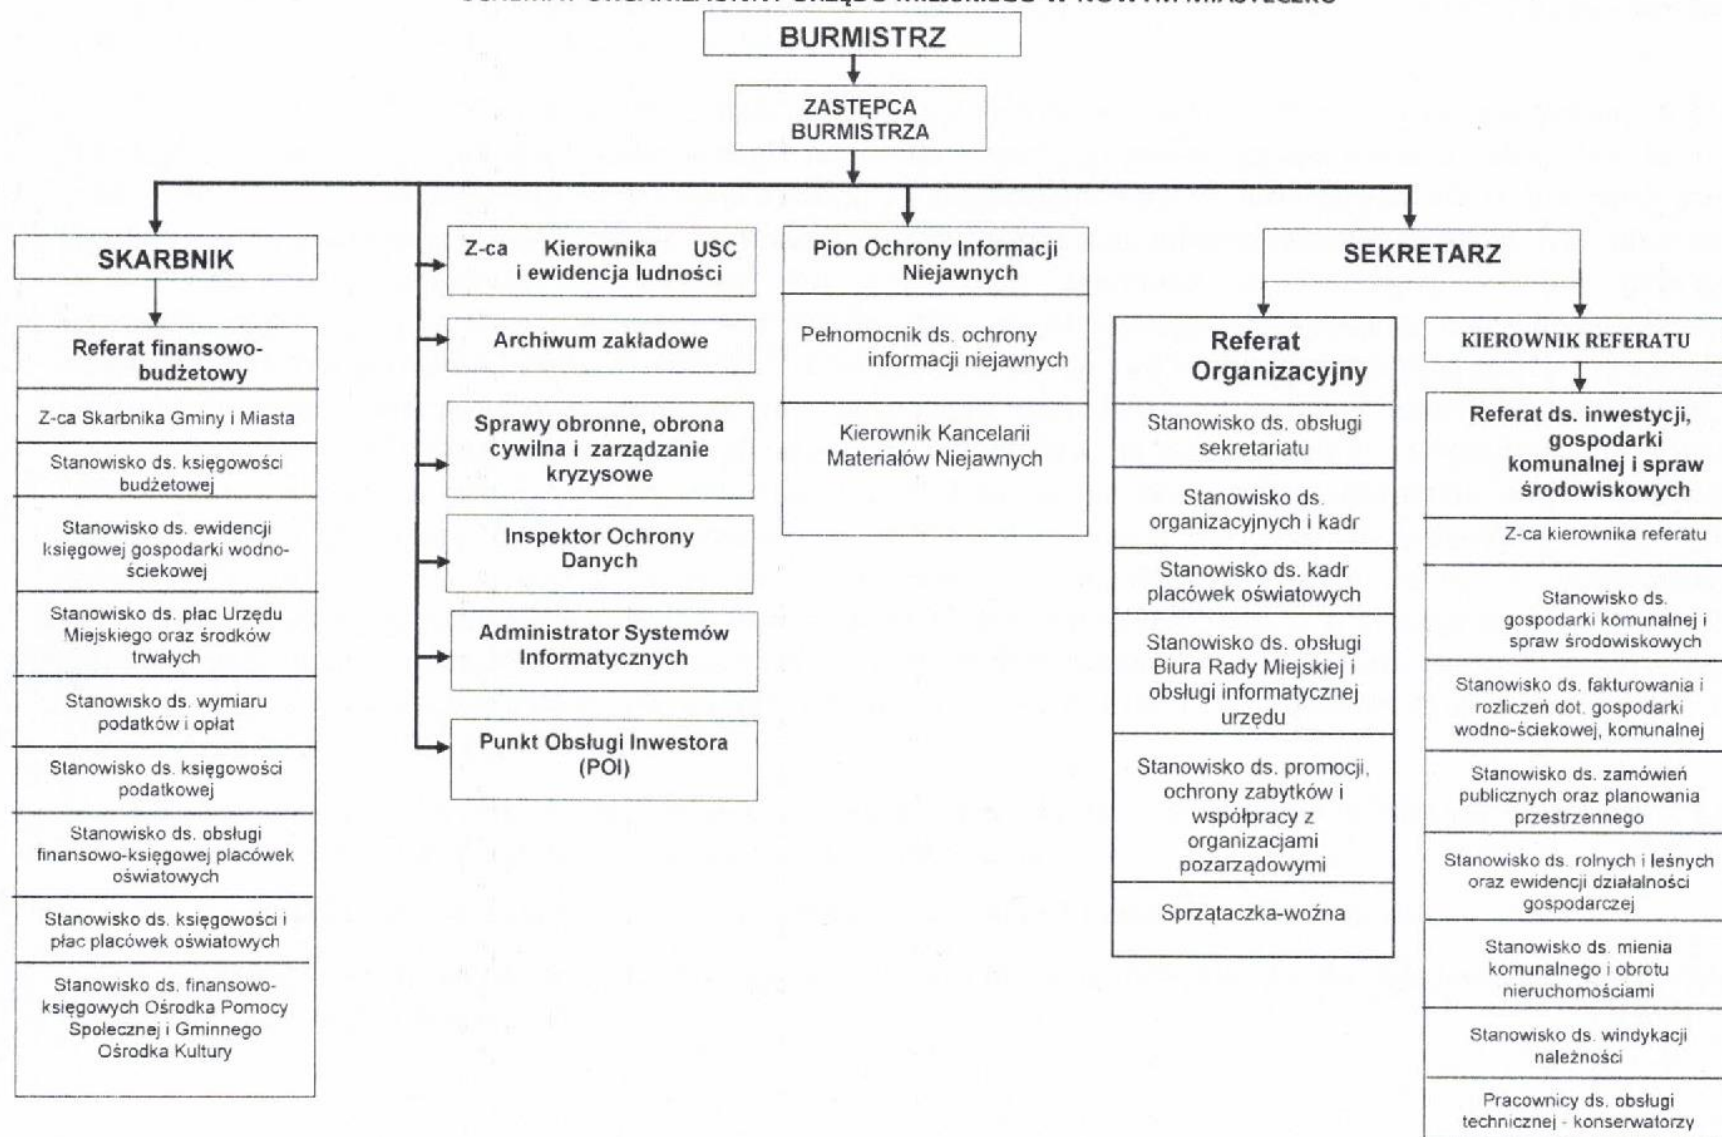 BURMISTRZ
ZASTĘPCA
BURMISTRZA
SKARBNIK
Referat finansowo-
budżetowy
Z-ca Skarbnika Gminy i Miasta
Stanowisko ds. księgowości
budżetowej
Stanowisko ds. ewidencji
księgowej gospodarki wodno-
ściekowej
Stanowisko ds. płac Urzędu
Miejskiego oraz środków
trwałych
Stanowisko ds. wymiaru
podatków i opłat
Stanowisko ds. księgowości
podatkowej
Stanowisko ds. obsługi
finansowo-księgowej placówek
oświatowych
Stanowisko ds. księgowości i
płac placówek oświatowych
Stanowisko ds. finansowo-
księgowych Ośrodka Pomocy
Społecznej i Gminnego
Ośrodka Kultury
Z-ca Kierownika USC
i ewidencja ludności
Archiwum zakładowe
Sprawy obronne, obrona
cywilna i zarządzanie
kryzysowe
Inspektor Ochrony
Danych
Administrator Systemów
Informatycznych
Punkt Obsługi Inwestora
(POI)
Pion Ochrony Informacji
Niejawnych
Pełnomocnik ds. ochrony
informacji niejawnych
Kierownik Kancelarii
Materiałów Niejawnych
SEKRETARZ
Referat
Organizacyjny
Stanowisko ds. obsługi
sekretariatu
Stanowisko ds.
organizacyjnych i kadr
Stanowisko ds. kadr
placówek oświatowych
Stanowisko ds. obsługi
Biura Rady Miejskiej i
obsługi informatycznej
urzędu
Stanowisko ds. promocji,
ochrony zabytków i
współpracy z
organizacjami
pozarządowymi
Sprzątaczka-woźna
KIEROWNIK REFERATU
Referat ds. inwestycji,
gospodarki
komunalnej i spraw
środowiskowych
Z-ca kierownika referatu
Stanowisko ds.
gospodarki komunalnej i
spraw środowiskowych
Stanowisko ds. fakturowania i
rozliczeń dot. gospodarki
wodno-ściekowej, komunalnej
Stanowisko ds. zamówień
publicznych oraz planowania
przestrzennego
Stanowisko ds. rolnych i leśnych
oraz ewidencji działalności
gospodarczej
Stanowisko ds. mienia
komunalnego i obrotu
nieruchomościami
Stanowisko ds. windykacji
należności
Pracownicy ds. obsługi
technicznej - konserwatorzy